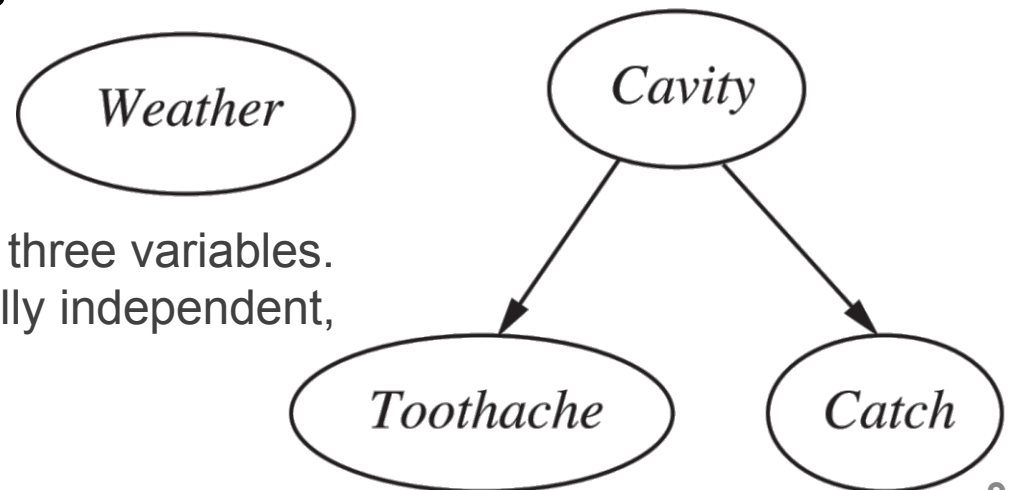 Weather
Cavity
three variables.
lly independent,
Toothache
Catch